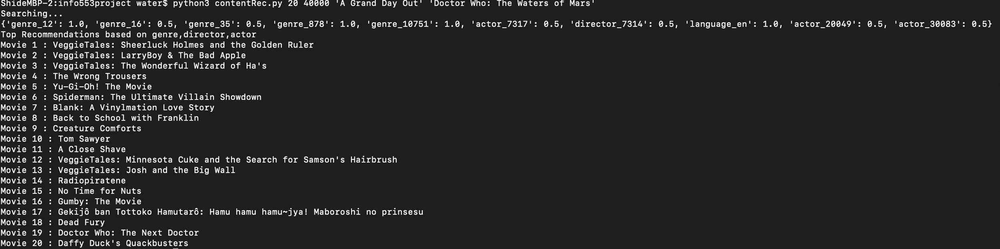 ShideMBP-2:info553project water$ python3 contentRec.py 20 40000 'A Grand Day Out' 'Doctor Who: The Waters of Mars'
Searching...
{'genre_12': 1.0, 'genre_16': 0.5, 'genre_35': 0.5, 'genre_878': 1.0, 'genre_10751': 1.0, 'actor_7317': 0.5, 'director_7314': 0.5, 'language_en': 1.0, 'actor_20049': 0.5, 'actor_30083': 0.5}
Top Recommendations based on genre,director,actor
Movie 1 : VeggieTales: Sheerluck Holmes and the Golden Ruler
Movie 2 : VeggieTales: LarryBoy & The Bad Apple
Movie 3 : VeggieTales: The Wonderful Wizard of Ha's
Movie 4 : The Wrong Trousers
Movie 5 : Yu-Gi-Oh! The Movie
Movie 6 : Spiderman: The Ultimate Villain Showdown
Movie 7 : Blank: A Vinylmation Love Story
Movie 8 : Back to School with Franklin
Movie 9 : Creature Comforts
Movie 10 : Tom Sawyer
Movie 11 : A Close Shave
Movie 12 : VeggieTales: Minnesota Cuke and the Search for Samson's Hairbrush
Movie 13 : VeggieTales: Josh and the Big Wall
Movie 14 : Radiopiratene
Movie 15 : No Time for Nuts
Movie 16 : Gumby: The Movie
Movie 17 : Gekijô ban Tottoko Hamutarô: Hamu hamu hamu~jya! Maboroshi no prinsesu
Movie 18 : Dead Fury
Movie 19 : Doctor Who: The Next Doctor
Movie 20 : Daffy Duck's Quackbusters